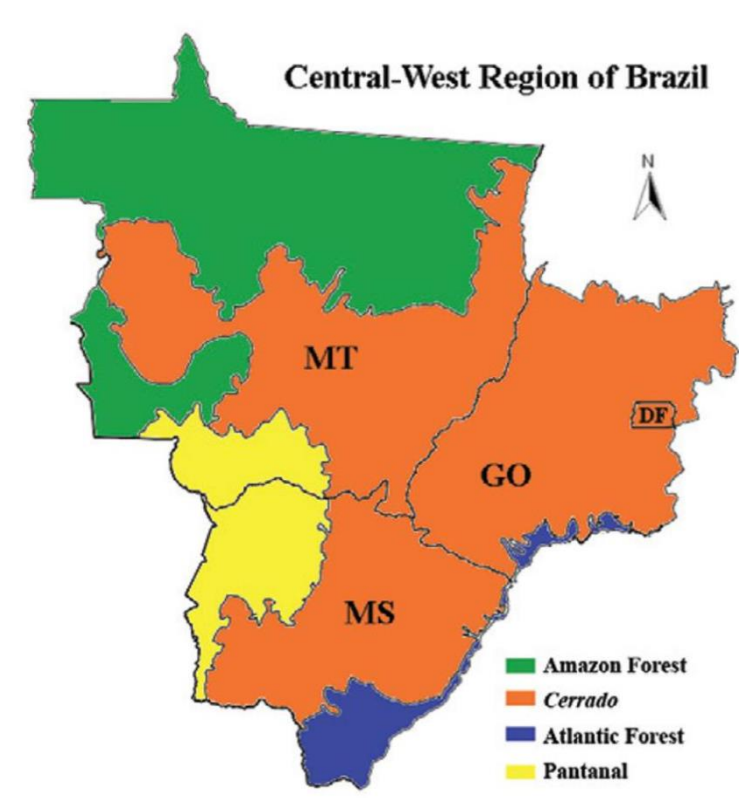 Central-West Region of Brazil
N
MT
DF
GO
MS
Amazon Forest
Cerrado
Atlantic Forest
Pantanal